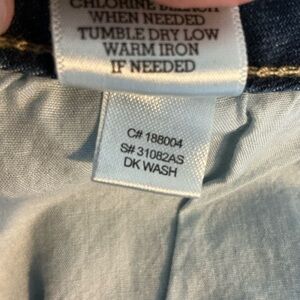 CHLORINE BLEACH
WHEN NEEDED
TUMBLE DRY LOW
WARM IRON
IF NEEDED
C# 188004
S# 31082AS
DK WASH